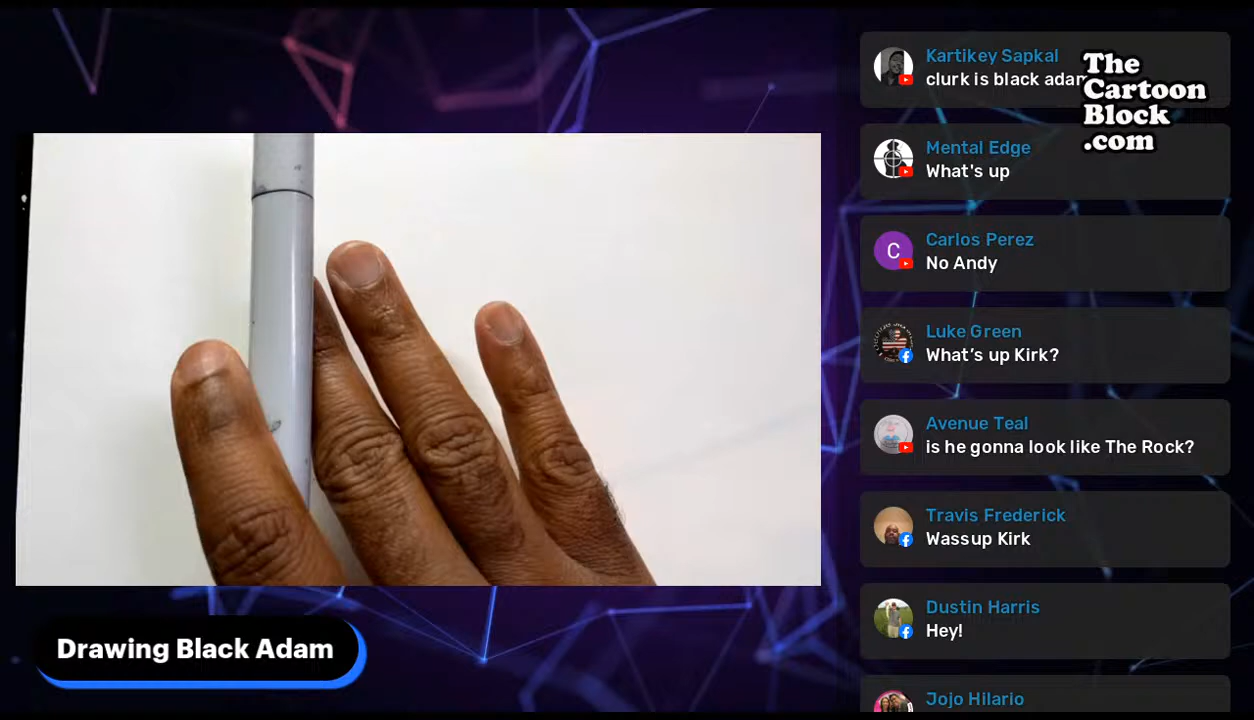 Kartikey Sapkal
clurk is black adam
The
Cartoon
Block
.com
Mental Edge
What's up
C
Carlos Perez
No Andy
Luke Green
What’s up Kirk?
Avenue Teal
is he gonna look like The Rock?
Travis Frederick
Wassup Kirk
Dustin Harris
Hey!
Jojo Hilario
Drawing Black Adam